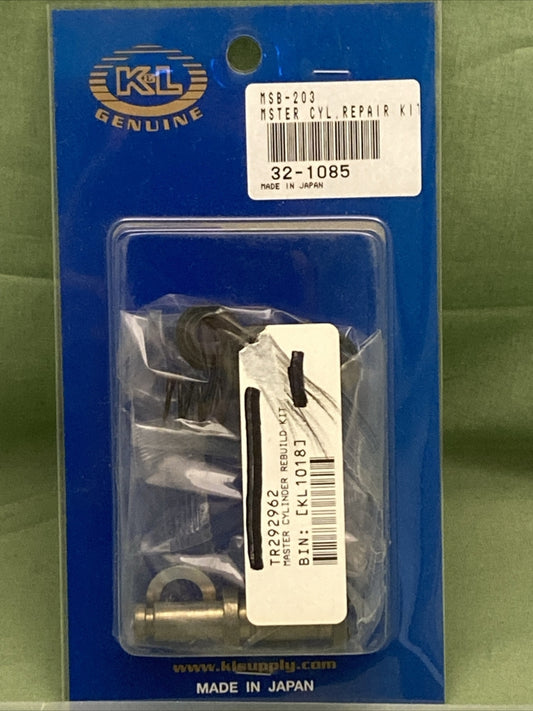 K&L
GENUINE
MSB-203
MSTER CYL.REPAIR KIT
32-1085
MADE IN JAPAN
TR292962
MASTER CYLINDER REBUILD KIT
BIN: [KL1018]
www.klsupply.com
MADE IN JAPAN